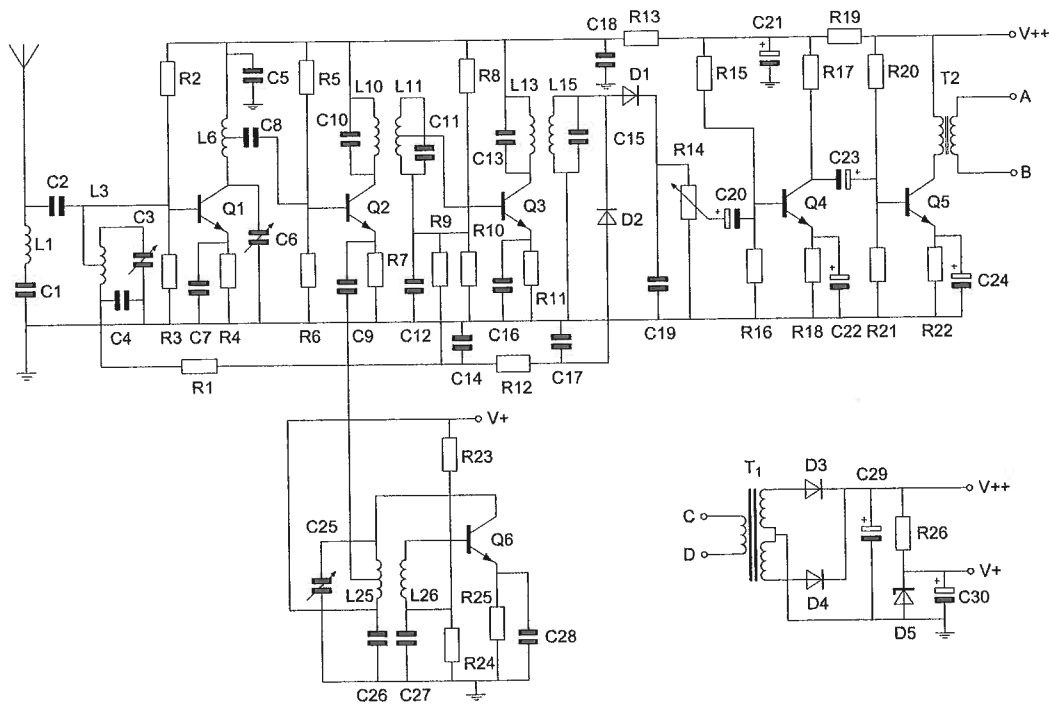 C18 R13 C21 R19 V++
R2 C5 R5 L10 L11 R8 L13 L15 D1 R15 R17 R20 T2
A
L6 C8 C10 C11 C13 C15 R14 C23
B
C2 L3 C3 Q1 C6 Q2 R9 R10 Q3 D2 C20 Q4 Q5
L1 R7 R11
C1 C4 R3 C7 R4 R6 C9 C12 C16 C19 R16 R18 C22 R21 R22 C24
R1 C14 R12 C17
V+
R23
T1 D3 C29 V++
C25 Q6 C R26
D
L25 L26 R25 D4 V+
C30
D5
C28
R24
C26 C27
+ + + + + + + +